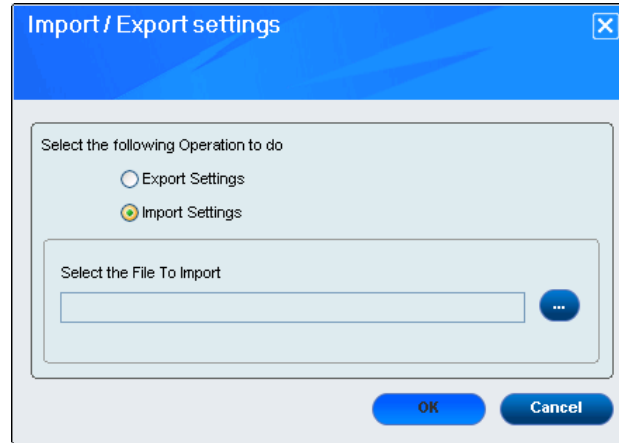 Import / Export settings
Select the following Operation to do
Export Settings
Import Settings
Select the File To Import
...
OK
Cancel